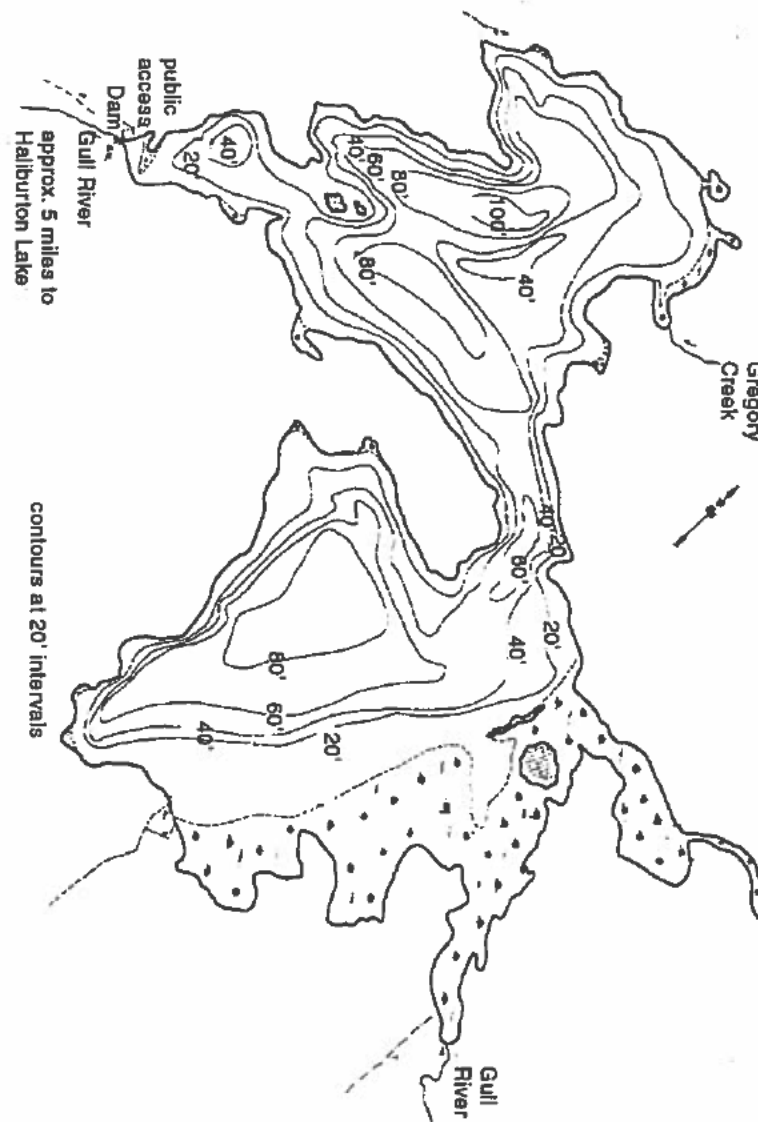 public
access
Dam
Gull River
approx. 5 miles to
Haliburton Lake
40'
20'
40'
60'
80'
100'
80'
40'
Gregory
Creek
40'
20'
60'
20'
40'
80'
60'
40'
20'
contours at 20' intervals
Gull
River